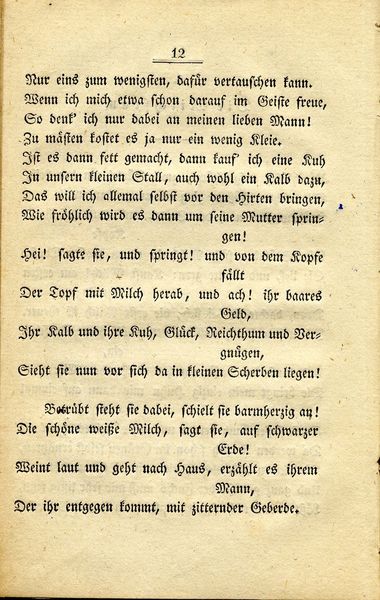 12
Nur eins zum wenigsten, dafür vertauschen kann.
Wenn ich mich etwa schon darauf im Geiste freue,
So denk' ich nur dabei an meinen lieben Mann!
Zu mästen kostet es ja nur ein wenig Kleie.
Ist es dann fett gemacht, dann kauf' ich eine Kuh
In unsern kleinen Stall, auch wohl ein Kalb dazu,
Das will ich allemal selbst vor den Hirten bringen,
Wie fröhlich wird es dann um seine Mutter sprin-
gen!
Hei! sagte sie, und springt! und von dem Kopfe
fällt
Der Topf mit Milch herab, und ach! ihr baares
Geld,
Ihr Kalb und ihre Kuh, Glück, Reichthum und Ver-
gnügen,
Sieht sie nun vor sich da in kleinen Scherben liegen!
Betrübt steht sie dabei, schielt sie barmherzig an!
Die schöne weiße Milch, sagt sie, auf schwarzer
Erde!
Weint laut und geht nach Haus, erzählt es ihrem
Mann,
Der ihr entgegen kommt, mit zitternder Geberde.